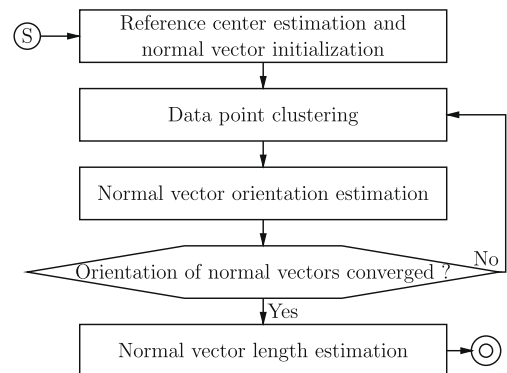 S
Reference center estimation and
normal vector initialization
Data point clustering
Normal vector orientation estimation
Orientation of normal vectors converged ?
No
Yes
Normal vector length estimation